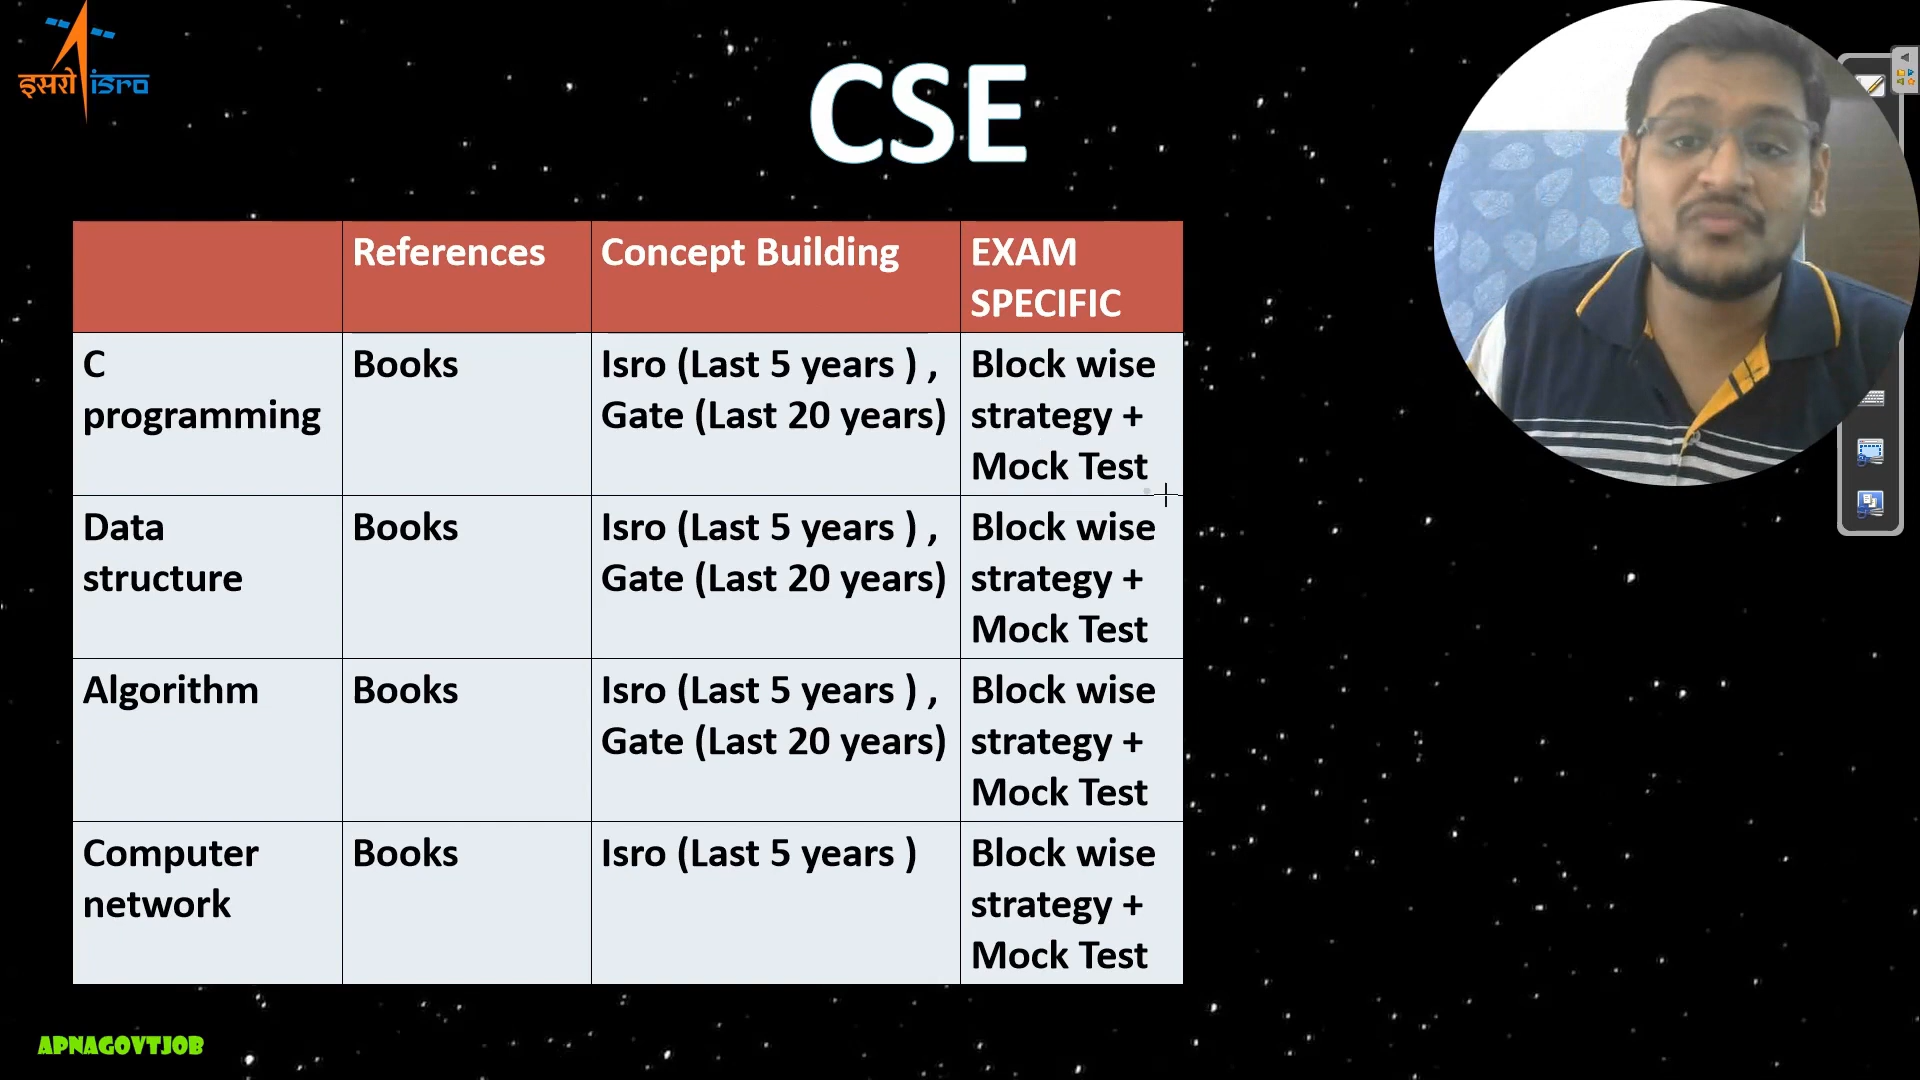 इसरो isro
CSE
References Concept Building EXAM
SPECIFIC
C Books Isro (Last 5 years ) , Block wise
programming Gate (Last 20 years) strategy +
Mock Test
Data Books Isro (Last 5 years ) , Block wise
structure Gate (Last 20 years) strategy +
Mock Test
Algorithm Books Isro (Last 5 years ) , Block wise
Gate (Last 20 years) strategy +
Mock Test
Computer Books Isro (Last 5 years ) Block wise
network strategy +
Mock Test
APNAGOVTJOB